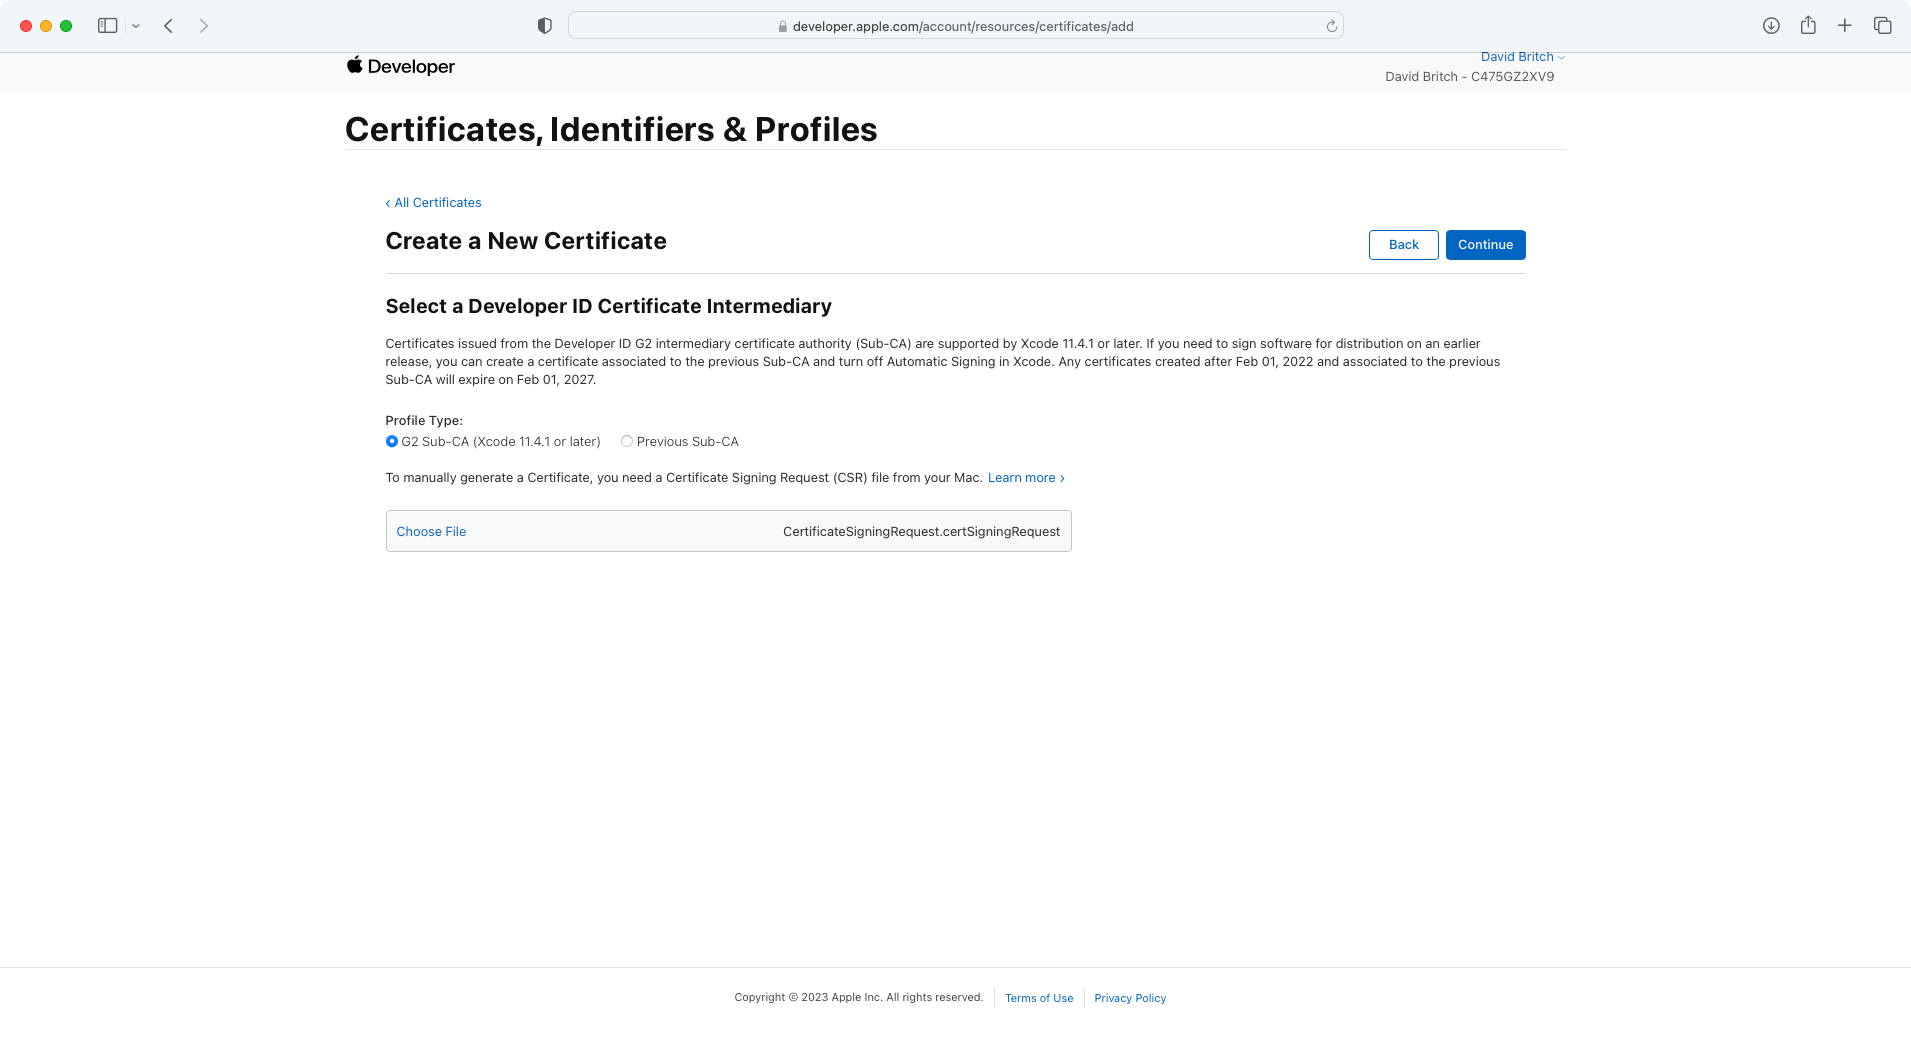 developer.apple.com/account/resources/certificates/add
Developer
David Britch
David Britch - C475GZ2XV9
Certificates, Identifiers & Profiles
‹ All Certificates
Create a New Certificate
Back
Continue
Select a Developer ID Certificate Intermediary
Certificates issued from the Developer ID G2 intermediary certificate authority (Sub-CA) are supported by Xcode 11.4.1 or later. If you need to sign software for distribution on an earlier
release, you can create a certificate associated to the previous Sub-CA and turn off Automatic Signing in Xcode. Any certificates created after Feb 01, 2022 and associated to the previous
Sub-CA will expire on Feb 01, 2027.
Profile Type:
G2 Sub-CA (Xcode 11.4.1 or later) Previous Sub-CA
To manually generate a Certificate, you need a Certificate Signing Request (CSR) file from your Mac. Learn more ›
Choose File CertificateSigningRequest.certSigningRequest
Copyright © 2023 Apple Inc. All rights reserved. Terms of Use Privacy Policy